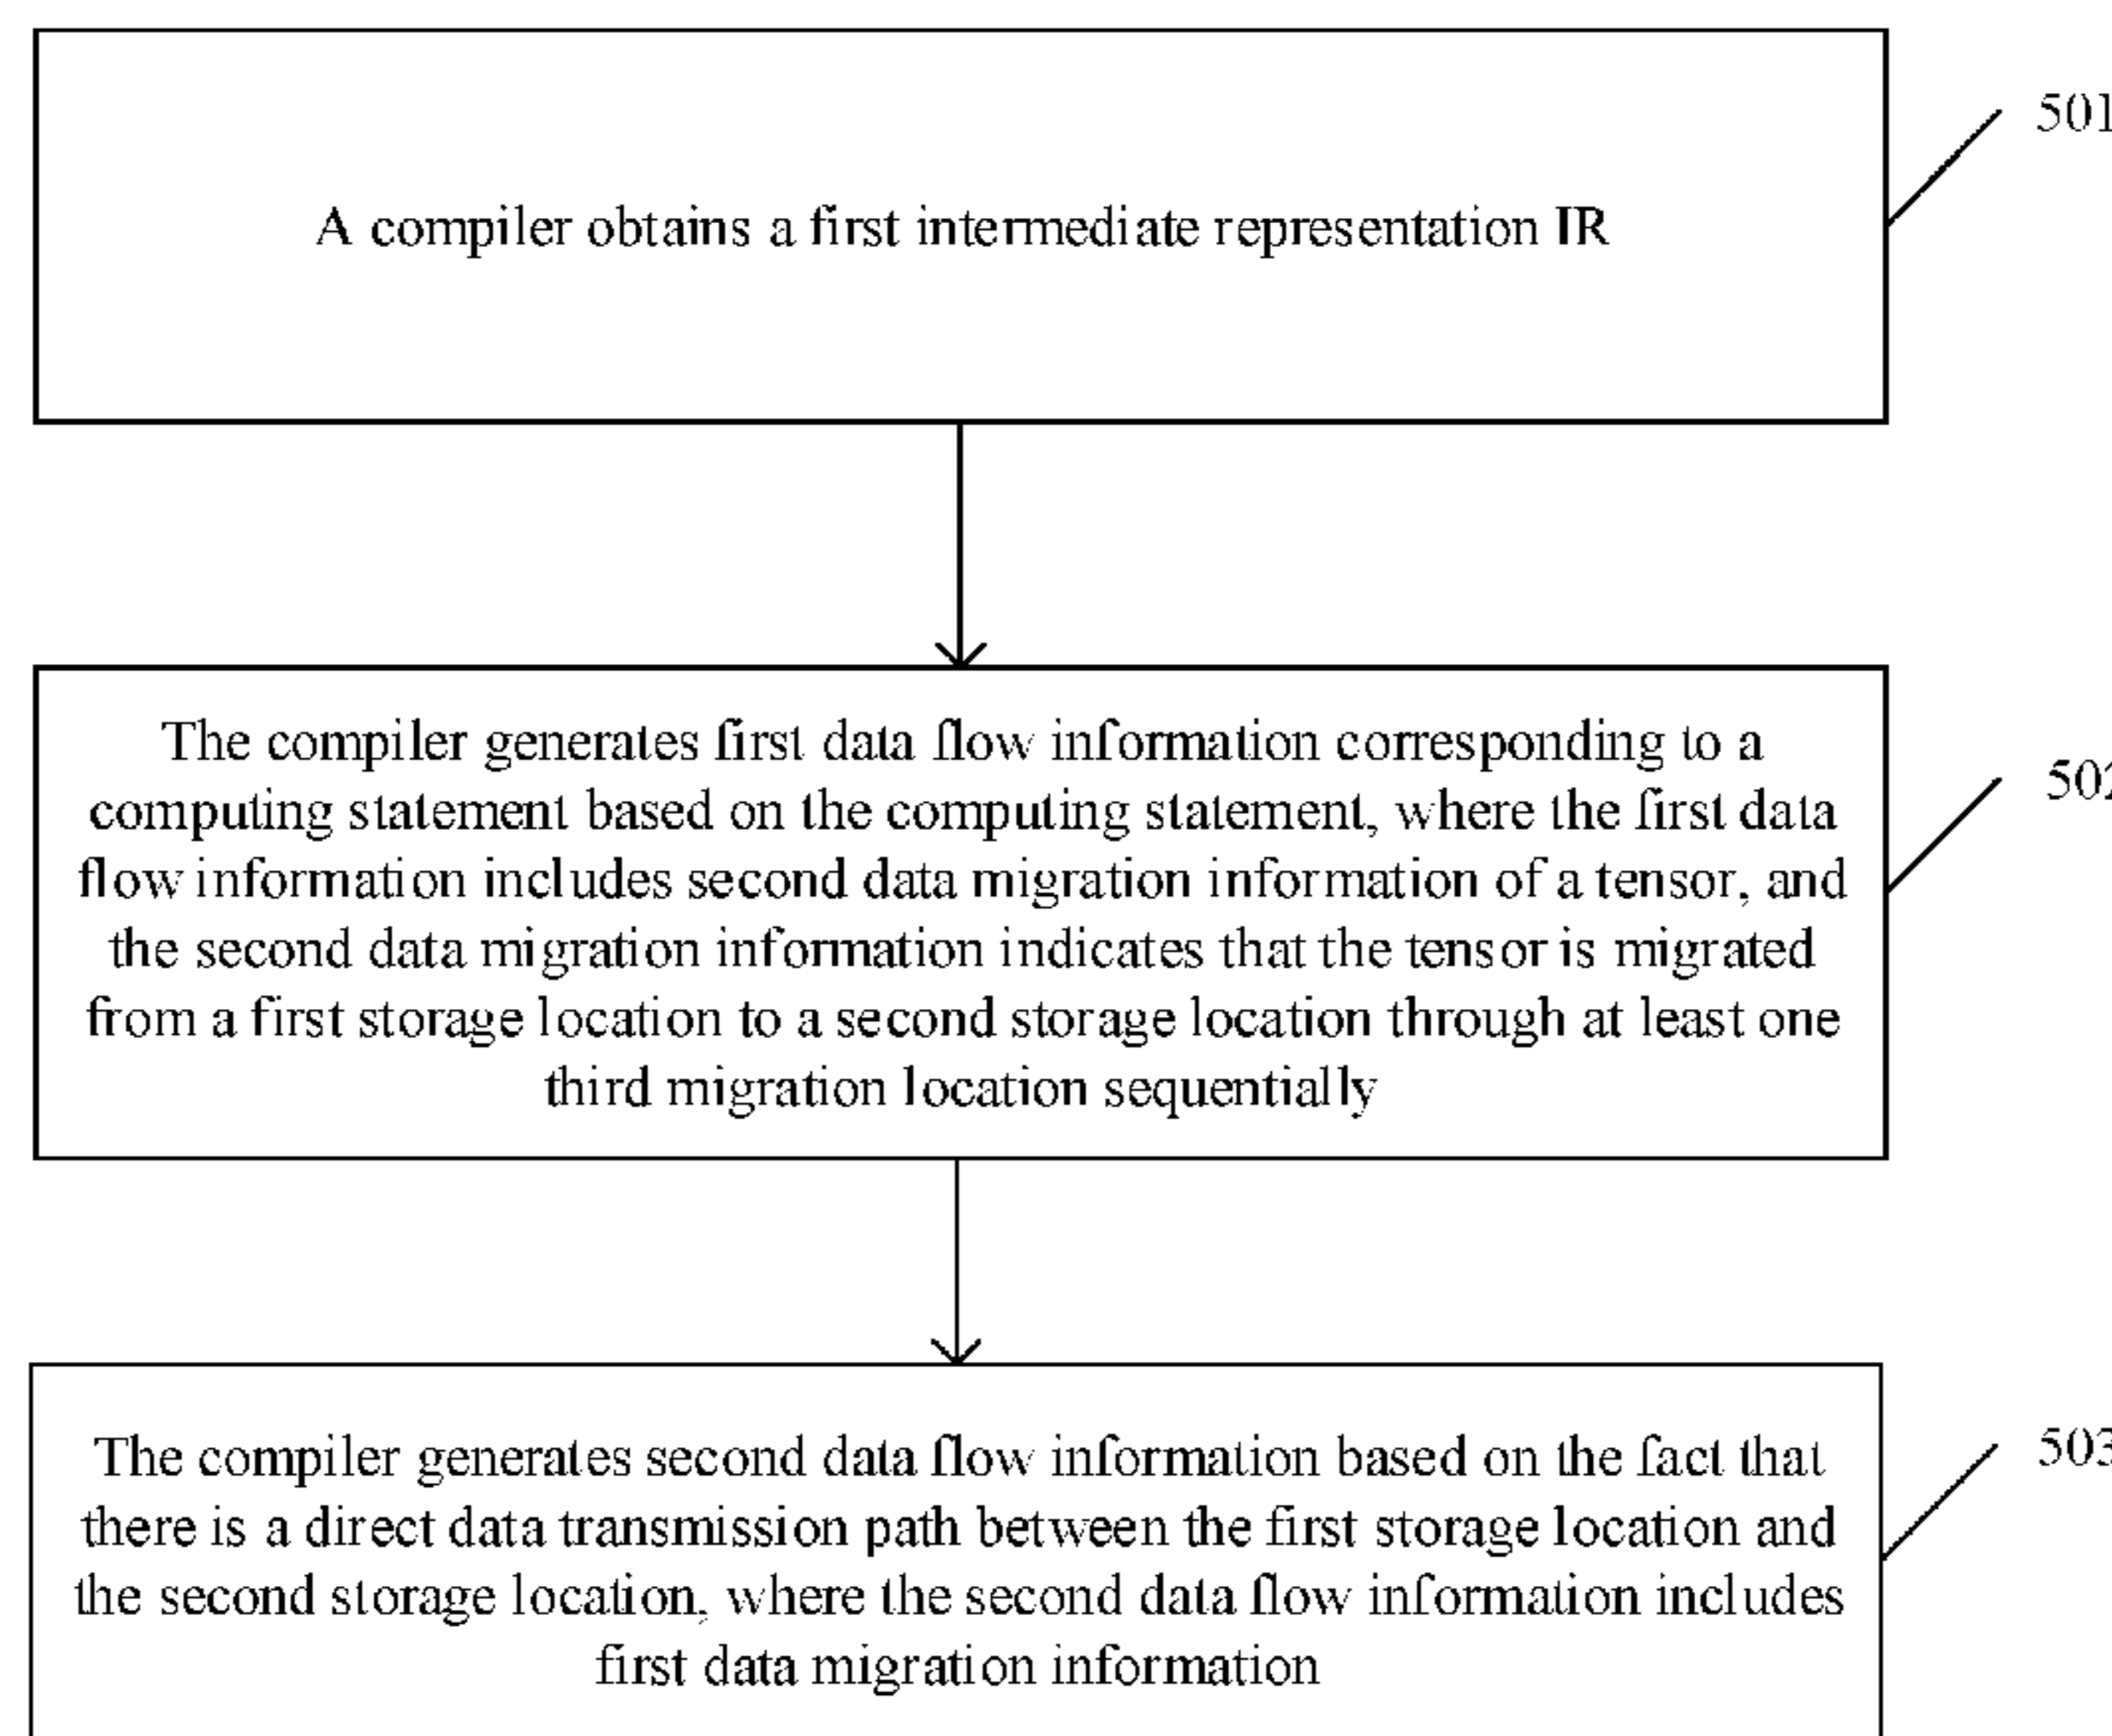 A compiler obtains a first intermediate representation IR
501
The compiler generates first data flow information corresponding to a
computing statement based on the computing statement, where the first data
flow information includes second data migration information of a tensor, and
the second data migration information indicates that the tensor is migrated
from a first storage location to a second storage location through at least one
third migration location sequentially
502
The compiler generates second data flow information based on the fact that
there is a direct data transmission path between the first storage location and
the second storage location, where the second data flow information includes
first data migration information
503